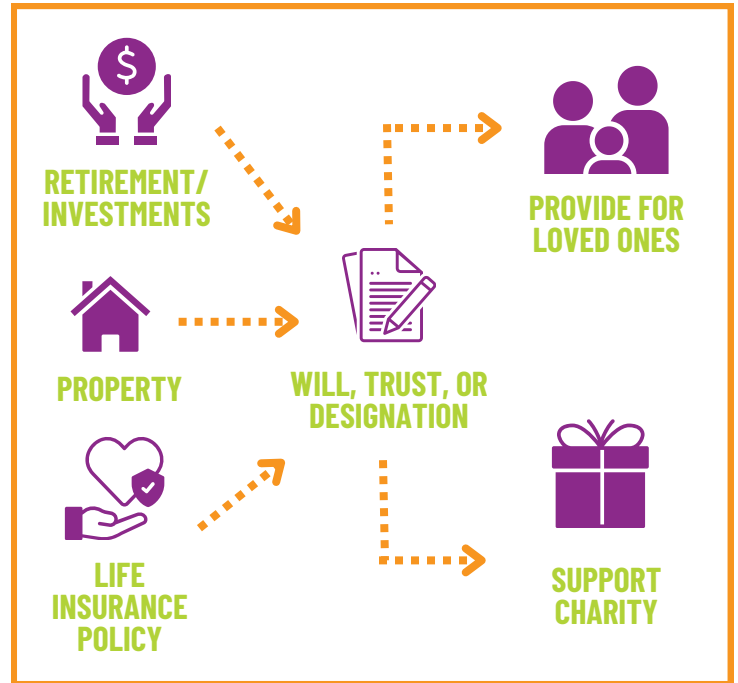 $
RETIREMENT/
INVESTMENTS
PROPERTY
LIFE
INSURANCE
POLICY
WILL, TRUST, OR
DESIGNATION
PROVIDE FOR
LOVED ONES
SUPPORT
CHARITY